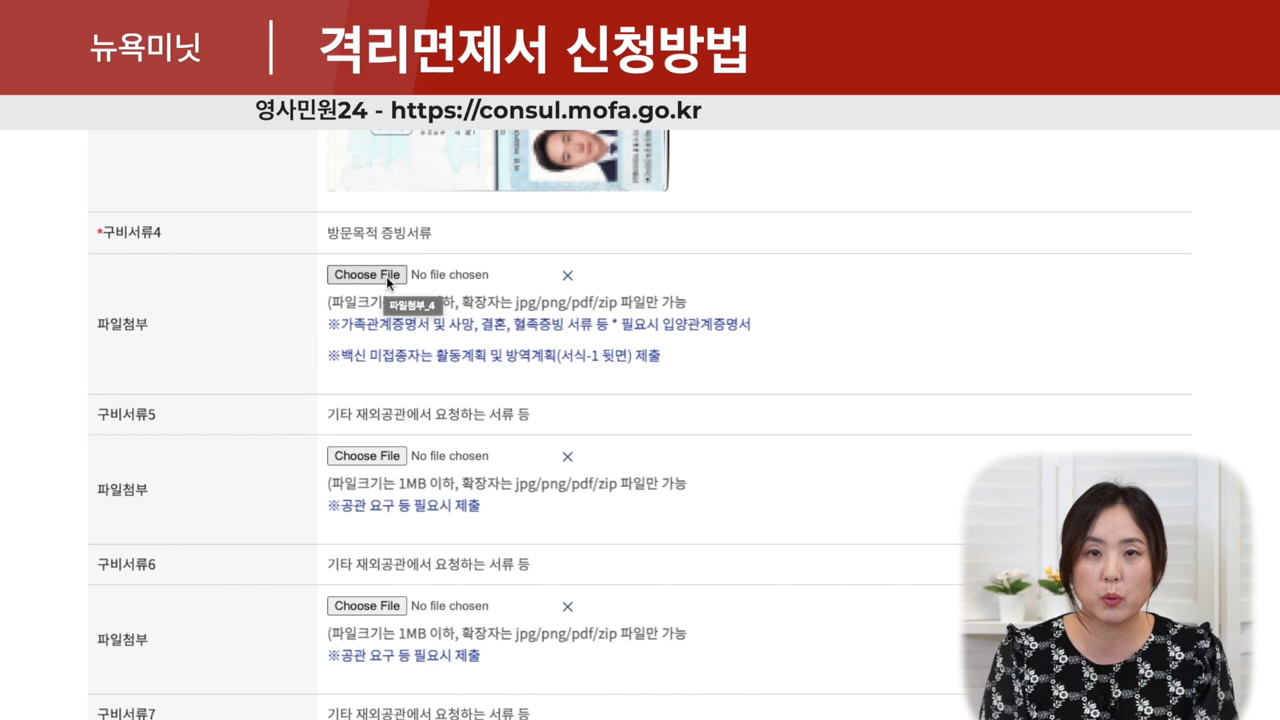 뉴욕미닛
격리면제서 신청방법
영사민원24 - https://consul.mofa.go.kr
*구비서류4
방문목적 증빙서류
파일첨부
Choose File No file chosen
(파일크기 하, 확장자는 jpg/png/pdf/zip 파일만 가능
파일첨부_4
※가족관계증명서 및 사망, 결혼, 혈족증빙 서류 등 * 필요시 입양관계증명서
※백신 미접종자는 활동계획 및 방역계획(서식-1 뒷면) 제출
구비서류5
기타 재외공관에서 요청하는 서류 등
파일첨부
Choose File No file chosen
(파일크기는 1MB 이하, 확장자는 jpg/png/pdf/zip 파일만 가능
※공관 요구 등 필요시 제출
구비서류6
기타 재외공관에서 요청하는 서류 등
파일첨부
Choose File No file chosen
(파일크기는 1MB 이하, 확장자는 jpg/png/pdf/zip 파일만 가능
※공관 요구 등 필요시 제출
구비서류7
기타 재외공관에서 요청하는 서류 등